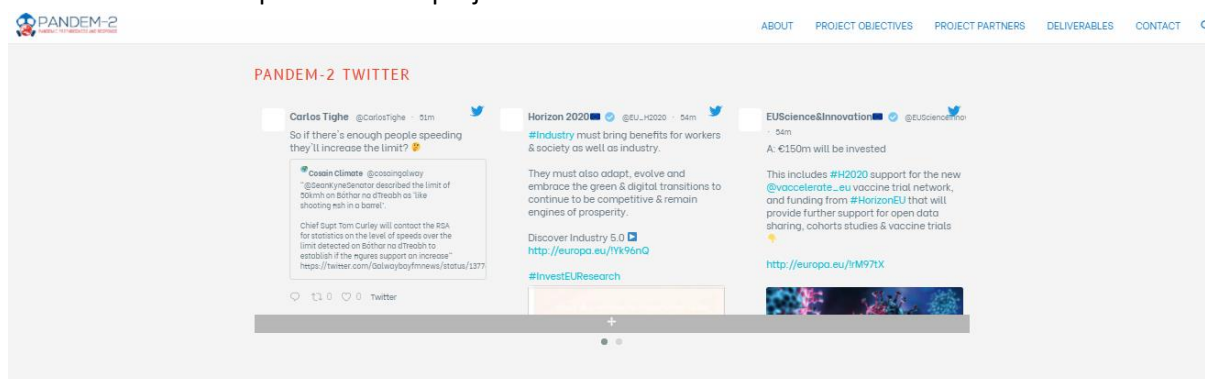 PANDEM-2
ABOUT PROJECT OBJECTIVES PROJECT PARTNERS DELIVERABLES CONTACT
PANDEM-2 TWITTER
Carlos Tighe @CarlosTighe · 51m
So if there's enough people speeding
they'll increase the limit? 🤔
Cosain Climate @cosaingalway
"@SeanKyneSenator described the limit of
50kmh on Bóthar na dTreabh as 'like
shooting fish in a barrel'.
Chief Supt Tom Curley will contact the RSA
for statistics on the level of speeds over the
limit detected on Bóthar na dTreabh to
establish if the figures support an increase"
https://twitter.com/Galwaybayfmnews/status/1377
0 0 Twitter
Horizon 2020🇪🇺 @EU_H2020 · 54m
#Industry must bring benefits for workers
& society as well as industry.
They must also adapt, evolve and
embrace the green & digital transitions to
continue to be competitive & remain
engines of prosperity.
Discover Industry 5.0 ▶
http://europa.eu/!Yk96nQ
#InvestEUResearch
EUScience&Innovation🇪🇺
· 54m
A: €150m will be invested
This includes #H2020 support for the new
@vaccelerate_eu vaccine trial network,
and funding from #HorizonEU that will
provide further support for open data
sharing, cohorts studies & vaccine trials
👇
http://europa.eu/!rM97tX
+